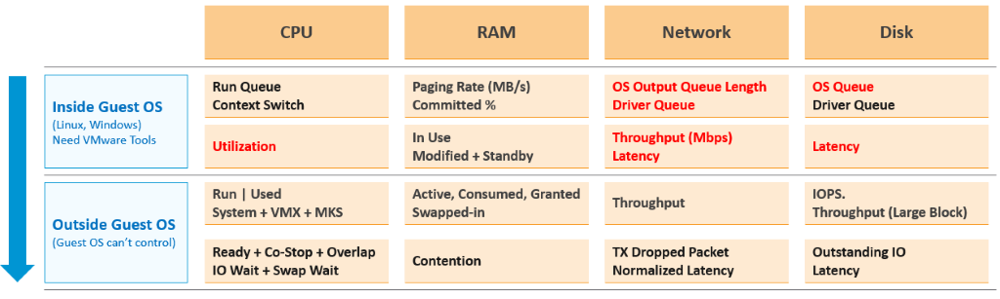 CPU
RAM
Network
Disk
Inside Guest OS
(Linux, Windows)
Need VMware Tools
Run Queue
Context Switch
Paging Rate (MB/s)
Committed %
OS Output Queue Length
Driver Queue
OS Queue
Driver Queue
Utilization
In Use
Modified + Standby
Throughput (Mbps)
Latency
Latency
Outside Guest OS
(Guest OS can't control)
Run | Used
System + VMX + MKS
Active, Consumed, Granted
Swapped-in
Throughput
IOPS.
Throughput (Large Block)
Ready + Co-Stop + Overlap
IO Wait + Swap Wait
Contention
TX Dropped Packet
Normalized Latency
Outstanding IO
Latency